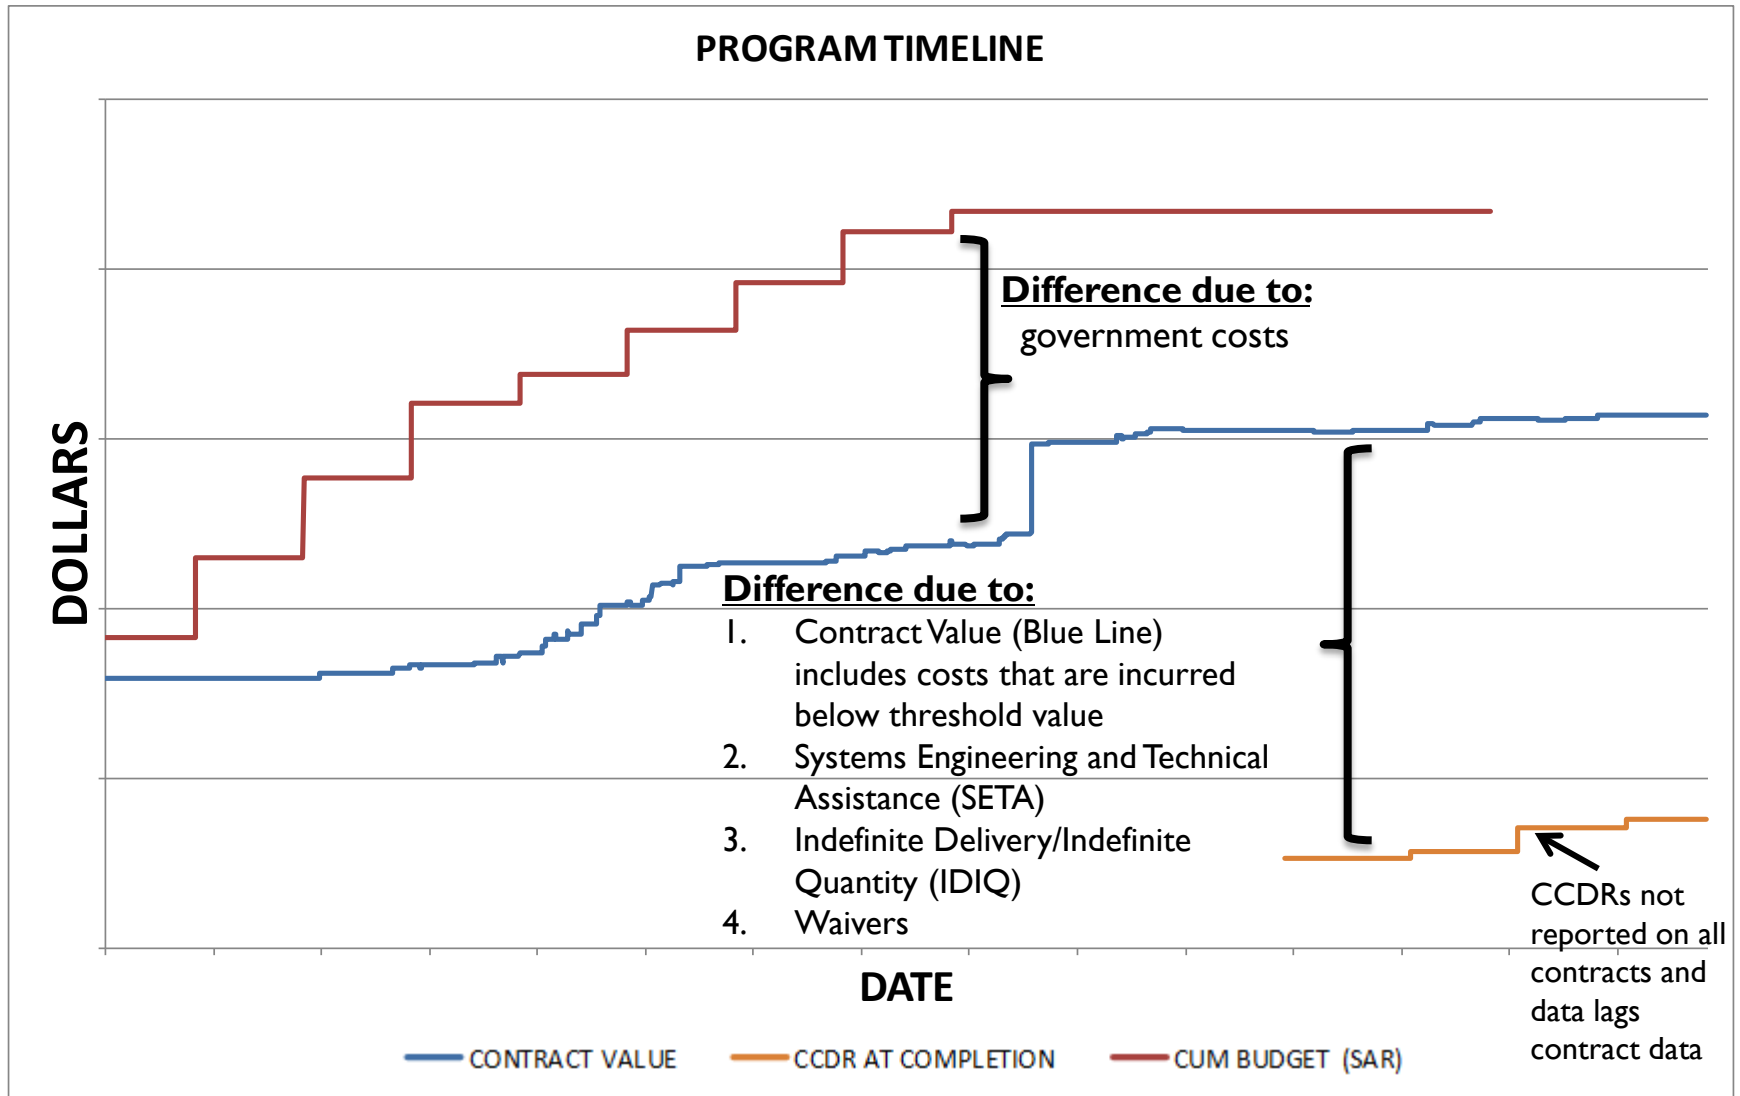 PROGRAM TIMELINE
DOLLARS
Difference due to:
government costs
Difference due to:
1. Contract Value (Blue Line)
includes costs that are incurred
below threshold value
2. Systems Engineering and Technical
Assistance (SETA)
3. Indefinite Delivery/Indefinite
Quantity (IDIQ)
4. Waivers
CCDRs not
reported on all
contracts and
data lags
contract data
DATE
CONTRACT VALUE
CCDR AT COMPLETION
CUM BUDGET (SAR)